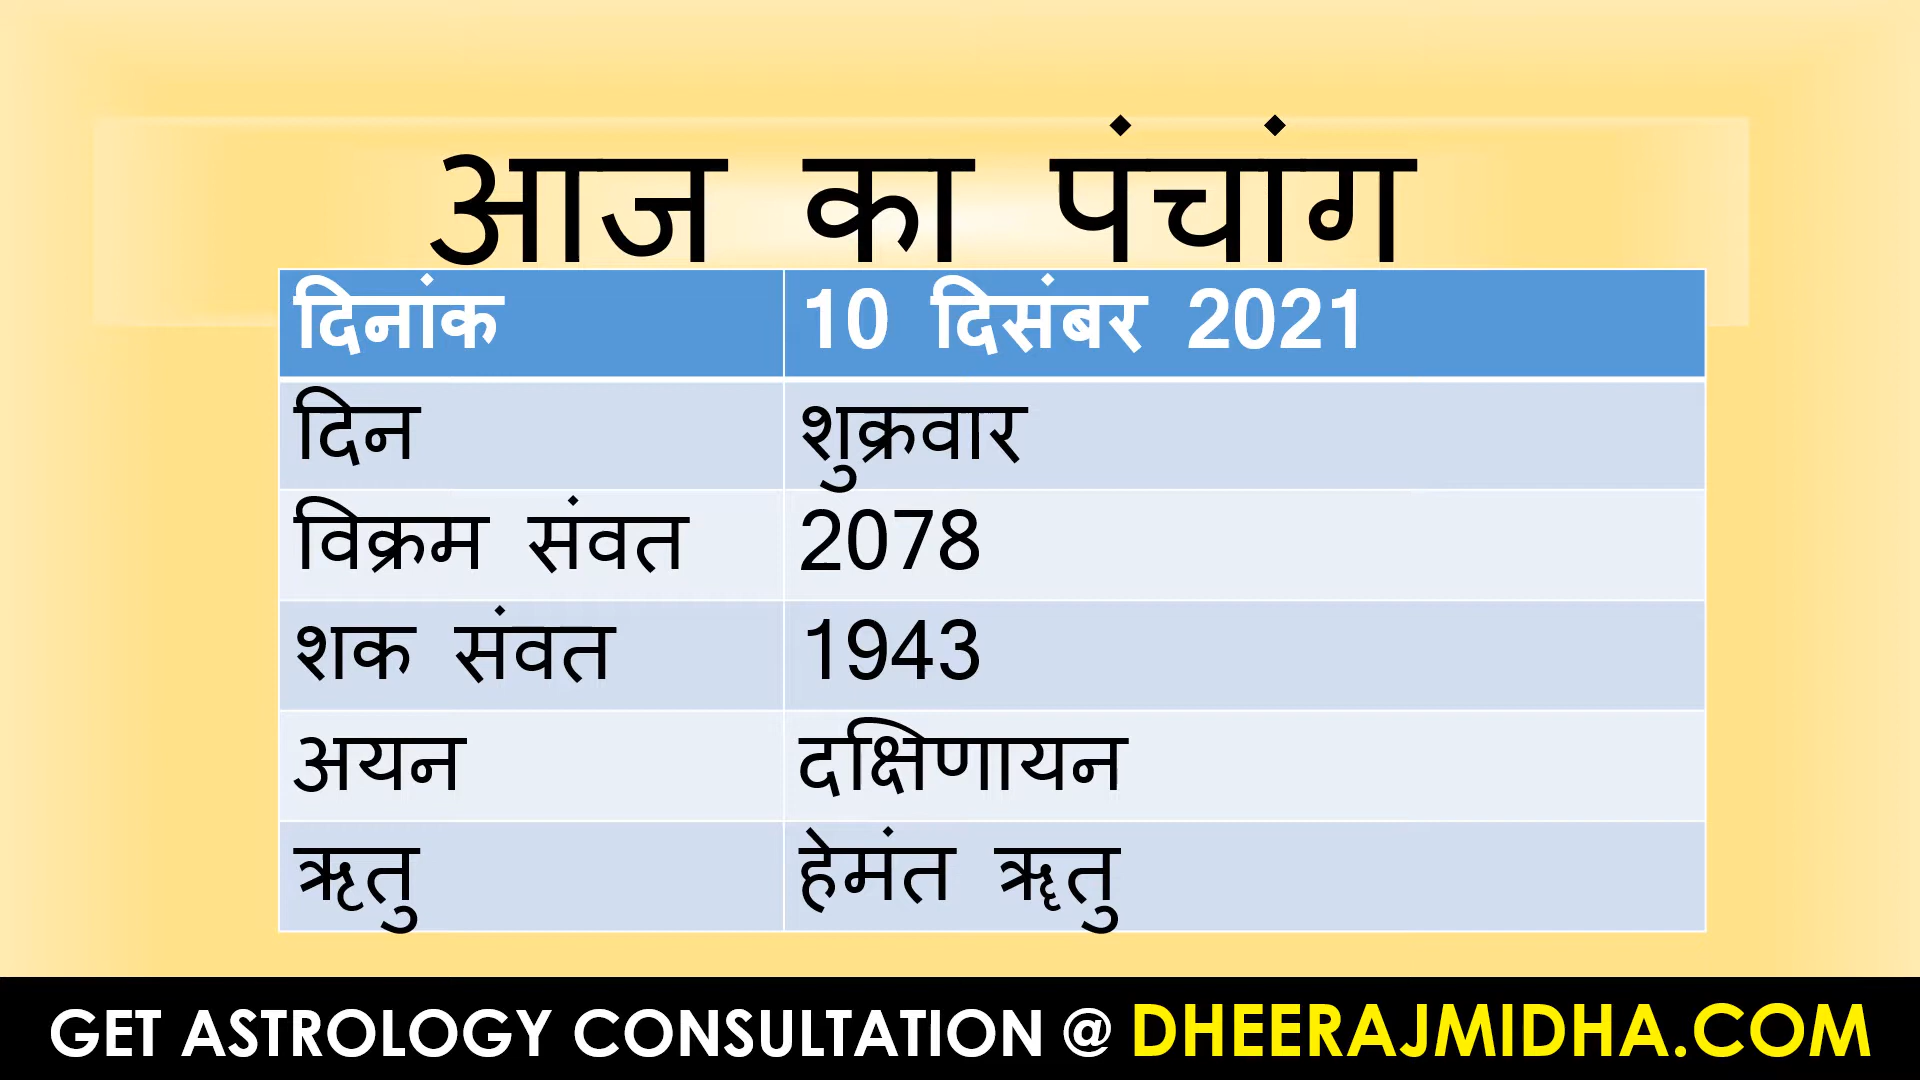 आज का पंचांग
दिनांक 10 दिसंबर 2021
दिन शुक्रवार
विक्रम संवत 2078
शक संवत 1943
अयन दक्षिणायन
ऋतु हेमंत ॠतु
GET ASTROLOGY CONSULTATION @ DHEERAJMIDHA.COM